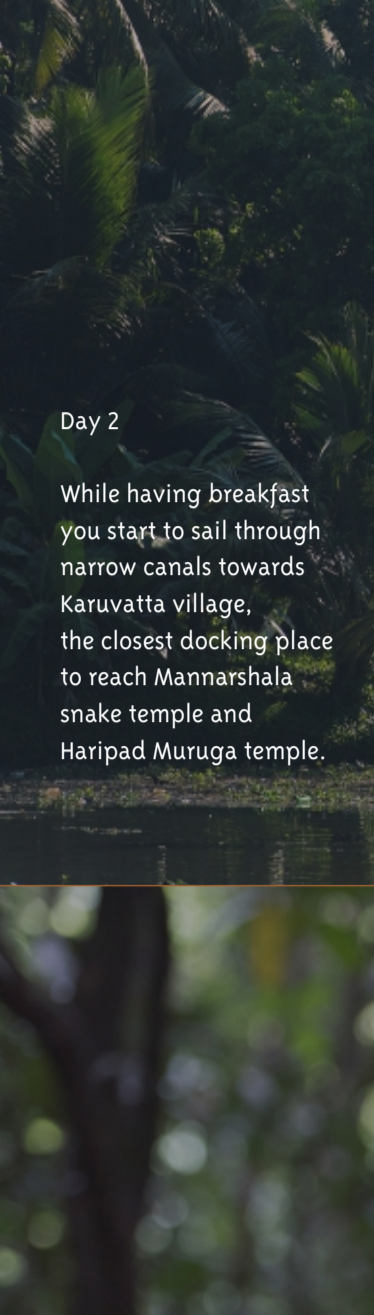 Day 2
While having breakfast
you start to sail through
narrow canals towards
Karuvatta village,
the closest docking place
to reach Mannarshala
snake temple and
Haripad Muruga temple.